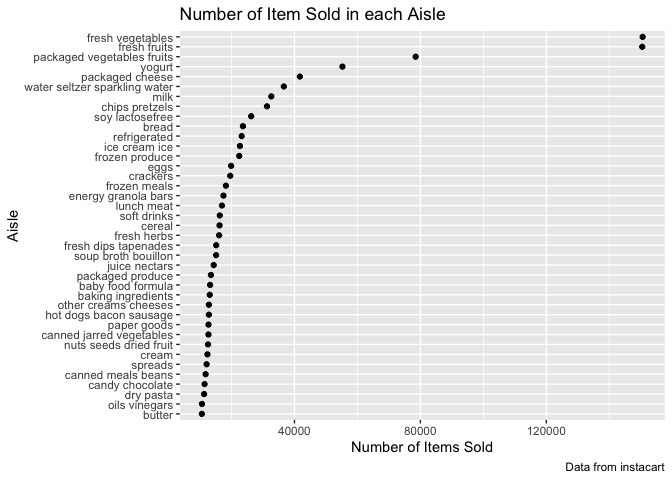 Number of Item Sold in each Aisle
fresh vegetables
fresh fruits
packaged vegetables fruits
yogurt
packaged cheese
water seltzer sparkling water
milk
chips pretzels
soy lactosefree
bread
refrigerated
ice cream ice
frozen produce
eggs
crackers
frozen meals
energy granola bars
lunch meat
soft drinks
cereal
fresh herbs
fresh dips tapenades
soup broth bouillon
juice nectars
packaged produce
baby food formula
baking ingredients
other creams cheeses
hot dogs bacon sausage
paper goods
canned jarred vegetables
nuts seeds dried fruit
cream
spreads
canned meals beans
candy chocolate
dry pasta
oils vinegars
butter
Aisle
40000
80000
120000
Number of Items Sold
Data from instacart